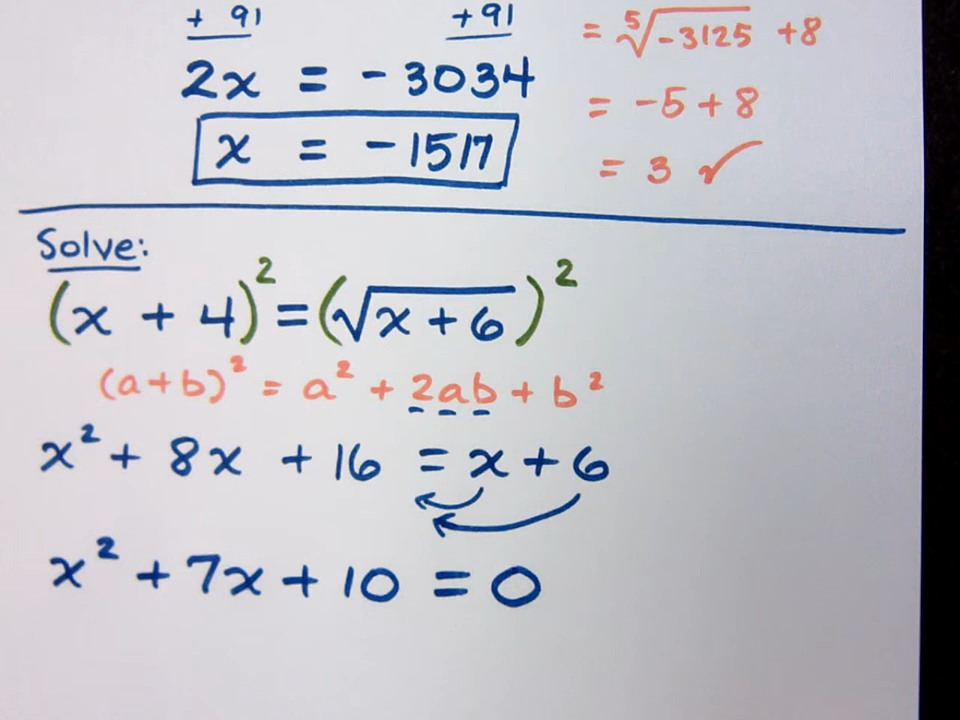 + 91 +91
2x = -3034
x = -1517
= ⁵√-3125 +8
= -5+8
= 3 ✓
Solve:
(x + 4)² = (√x+6)²
(a+b)² = a² + 2ab + b²
x² + 8x + 16 = x + 6
x² + 7x + 10 = 0